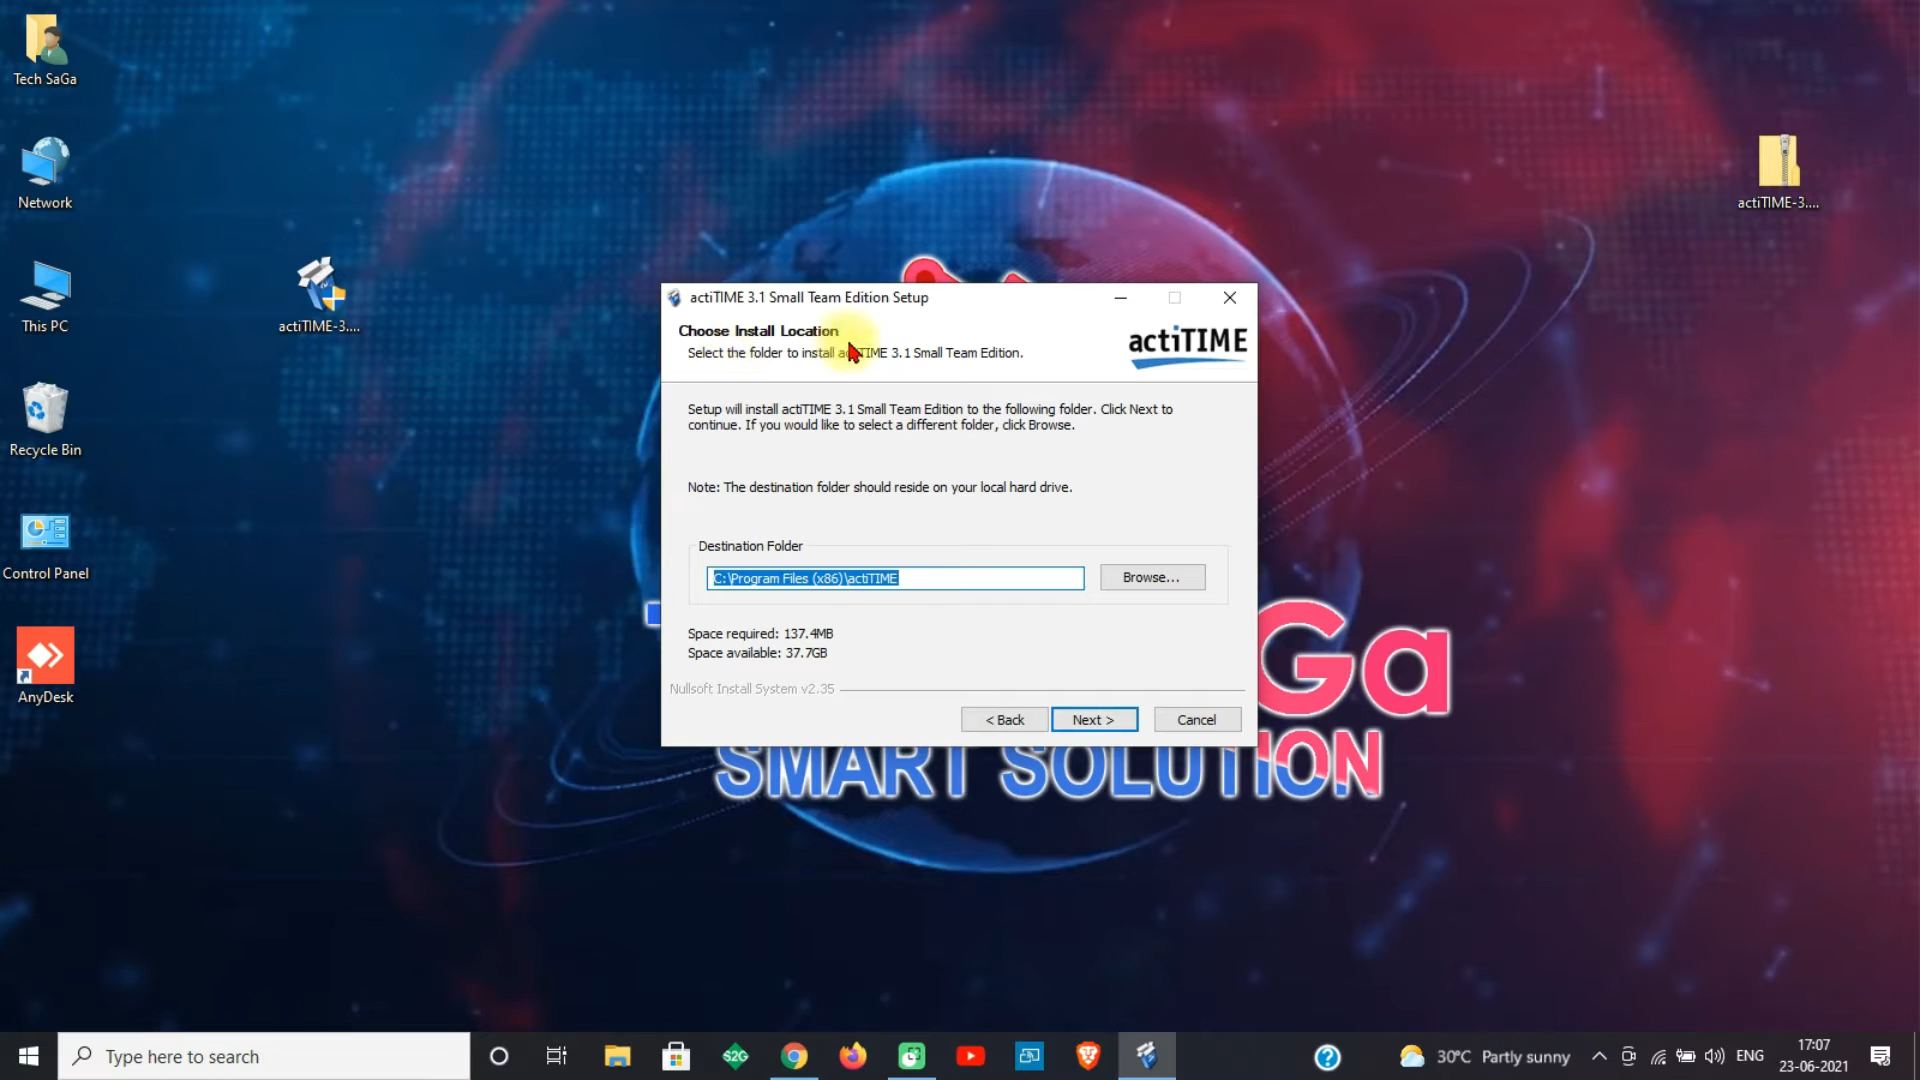 Tech SaGa
Network
This PC
Recycle Bin
Control Panel
AnyDesk
actiTIME-3....
actiTIME-3....
actiTIME 3.1 Small Team Edition Setup
Choose Install Location
Select the folder to install actiTIME 3.1 Small Team Edition.
actiTIME
Setup will install actiTIME 3.1 Small Team Edition to the following folder. Click Next to
continue. If you would like to select a different folder, click Browse.
Note: The destination folder should reside on your local hard drive.
Destination Folder
C:\Program Files (x86)\actiTIME
Browse...
Space required: 137.4MB
Space available: 37.7GB
Nullsoft Install System v2.35
< Back
Next >
Cancel
Ga
SMART SOLUTION
Type here to search
S2G
30°C Partly sunny
ENG
17:07
23-06-2021